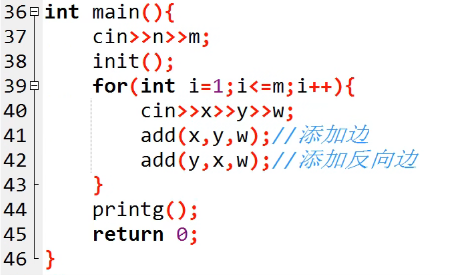 36 int main(){
37 cin>>n>>m;
38 init();
39 for(int i=1;i<=m;i++){
40 cin>>x>>y>>w;
41 add(x,y,w);//添加边
42 add(y,x,w);//添加反向边
43 }
44 printg();
45 return 0;
46 }